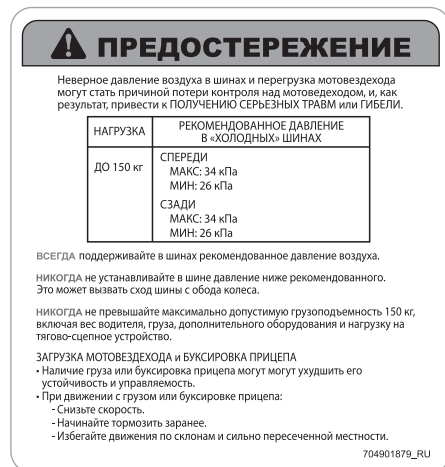 ПРЕДОСТЕРЕЖЕНИЕ
Неверное давление воздуха в шинах и перегрузка мотовездехода
могут стать причиной потери контроля над мотоведеходом, и, как
результат, привести к ПОЛУЧЕНИЮ СЕРЬЕЗНЫХ ТРАВМ или ГИБЕЛИ.
НАГРУЗКА
РЕКОМЕНДОВАННОЕ ДАВЛЕНИЕ
В «ХОЛОДНЫХ» ШИНАХ
ДО 150 кг
СПЕРЕДИ
МАКС: 34 кПа
МИН: 26 кПа
СЗАДИ
МАКС: 34 кПа
МИН: 26 кПа
ВСЕГДА поддерживайте в шинах рекомендованное давление воздуха.
НИКОГДА не устанавливайте в шине давление ниже рекомендованного.
Это может вызвать сход шины с обода колеса.
НИКОГДА не превышайте максимально допустимую грузоподъемность 150 кг,
включая вес водителя, груза, дополнительного оборудования и нагрузку на
тягово-сцепное устройство.
ЗАГРУЗКА МОТОВЕЗДЕХОДА и БУКСИРОВКА ПРИЦЕПА
• Наличие груза или буксировка прицепа могут могут ухудшить его
устойчивость и управляемость.
• При движении с грузом или буксировке прицепа:
- Снизьте скорость.
- Начинайте тормозить заранее.
- Избегайте движения по склонам и сильно пересеченной местности.
704901879_RU